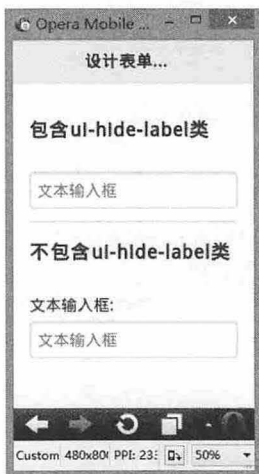 Opera Mobile ...
设计表单...
包含ui-hide-label类
文本输入框
不包含ui-hide-label类
文本输入框:
文本输入框
Custom 480x80( PPI: 23: 50%